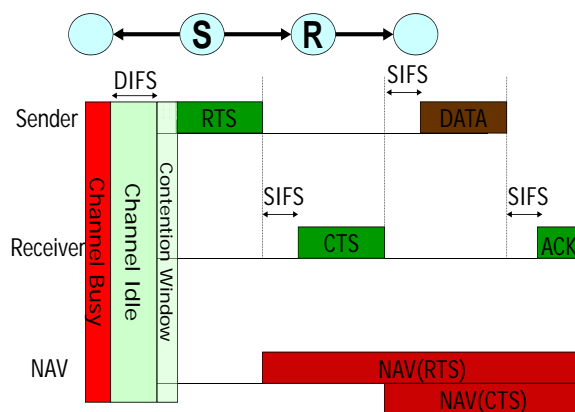 S R
DIFS
SIFS
Sender
RTS
DATA
Channel Busy
Channel Idle
Contention Window
SIFS
SIFS
Receiver
CTS
ACK
NAV
NAV(RTS)
NAV(CTS)